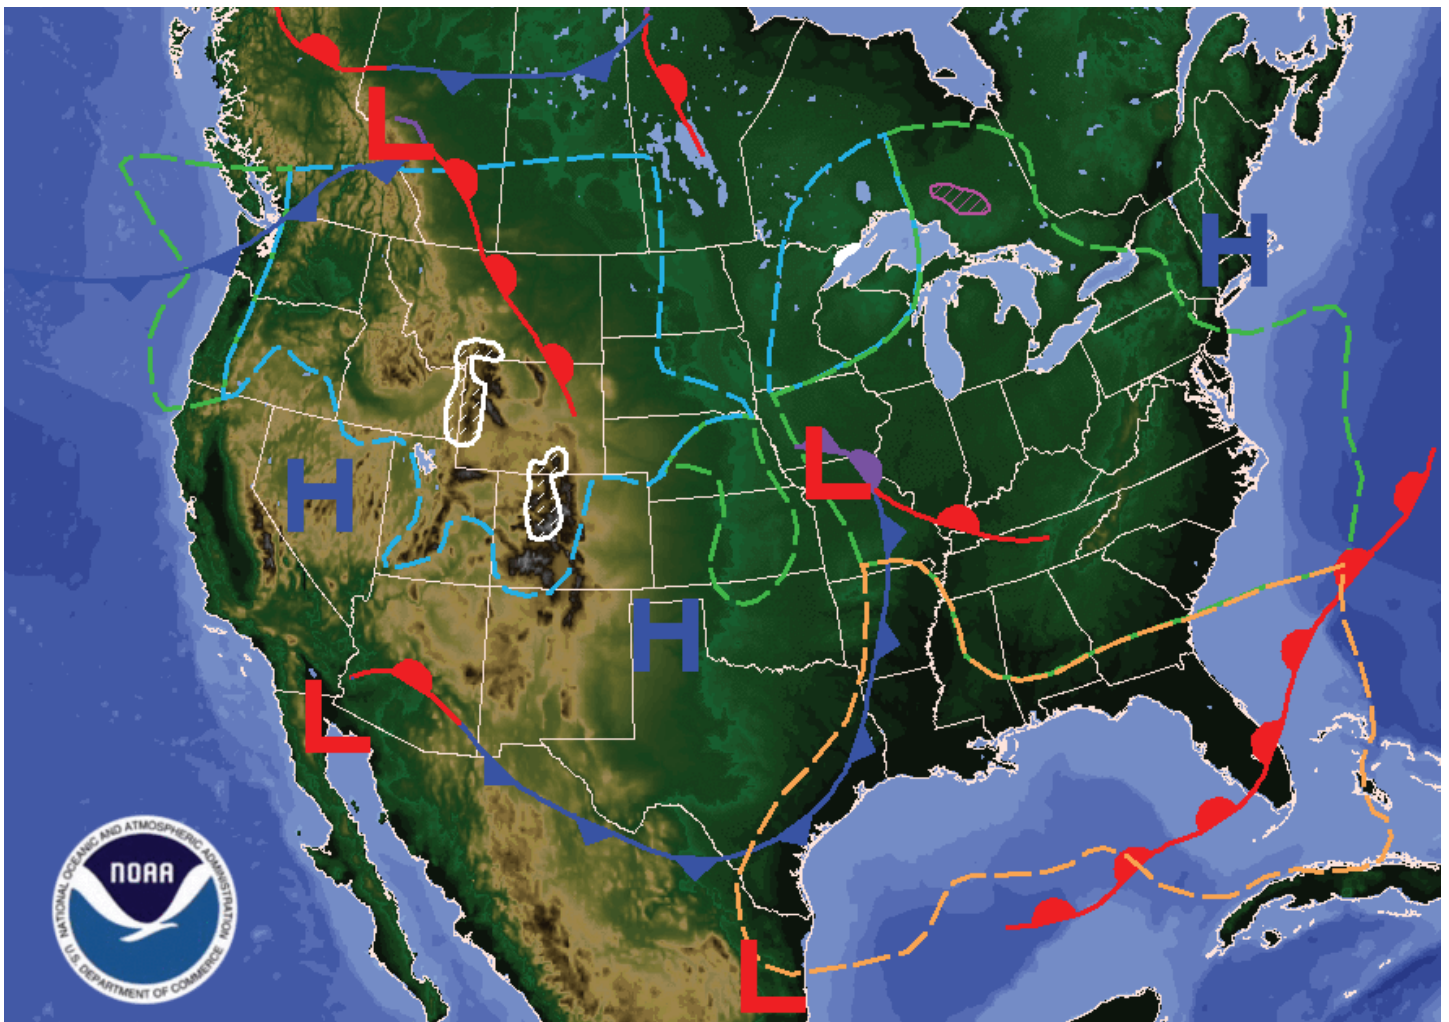 L
H
H
L
H
L
L
NATIONAL OCEANIC AND ATMOSPHERIC ADMINISTRATION
NOAA
U.S. DEPARTMENT OF COMMERCE